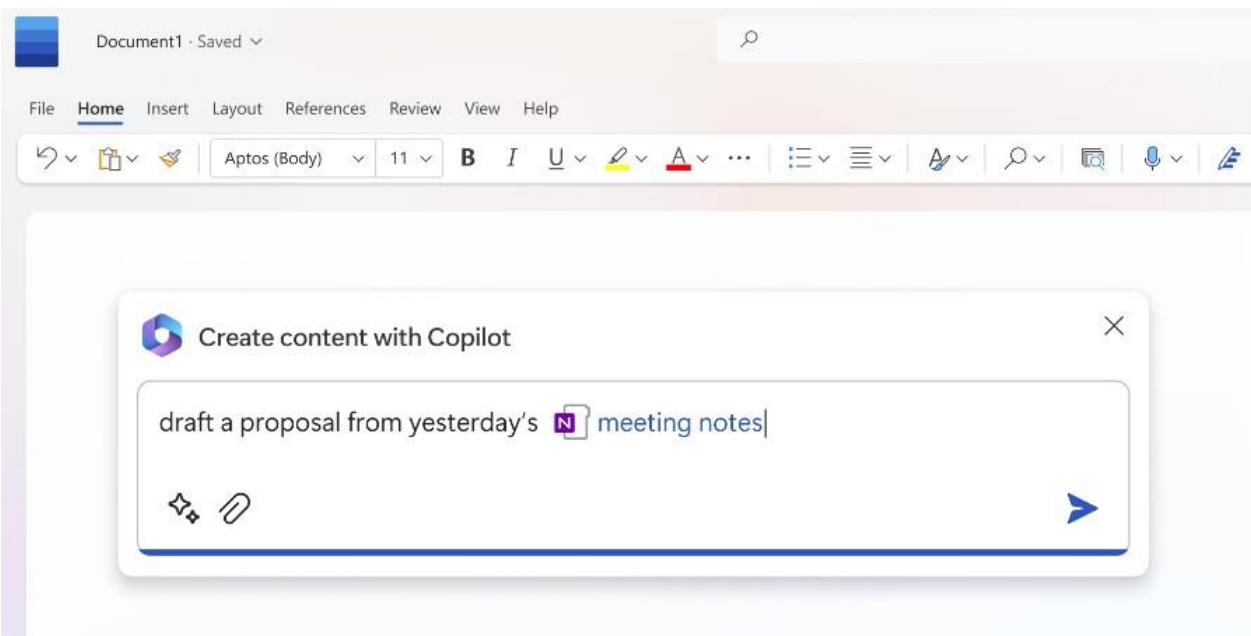 Document1 · Saved
File Home Insert Layout References Review View Help
Aptos (Body) 11 B I U A
Create content with Copilot
draft a proposal from yesterday's N meeting notes